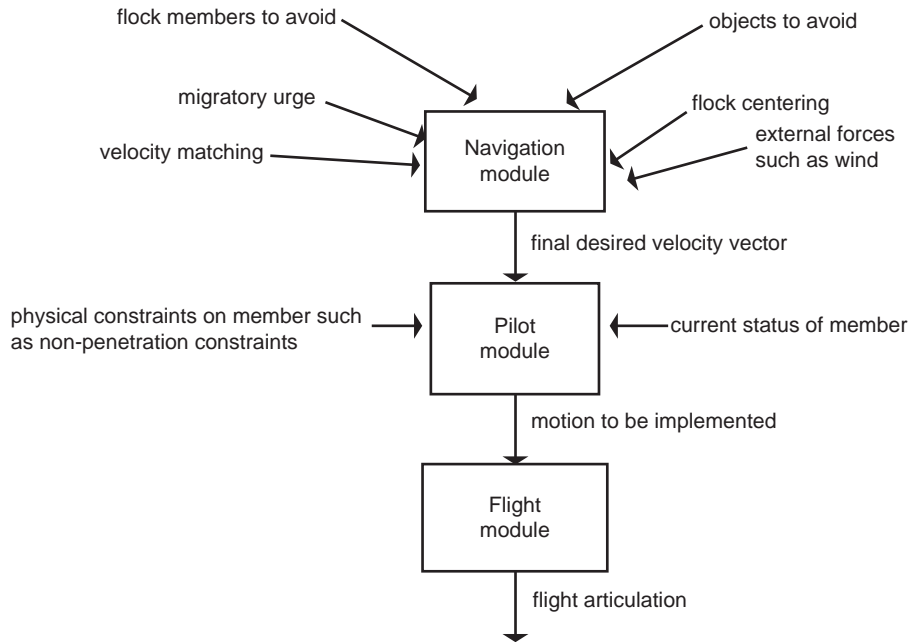 flock members to avoid
objects to avoid
migratory urge
flock centering
velocity matching
external forces
such as wind
Navigation
module
final desired velocity vector
physical constraints on member such
as non-penetration constraints
Pilot
module
current status of member
motion to be implemented
Flight
module
flight articulation